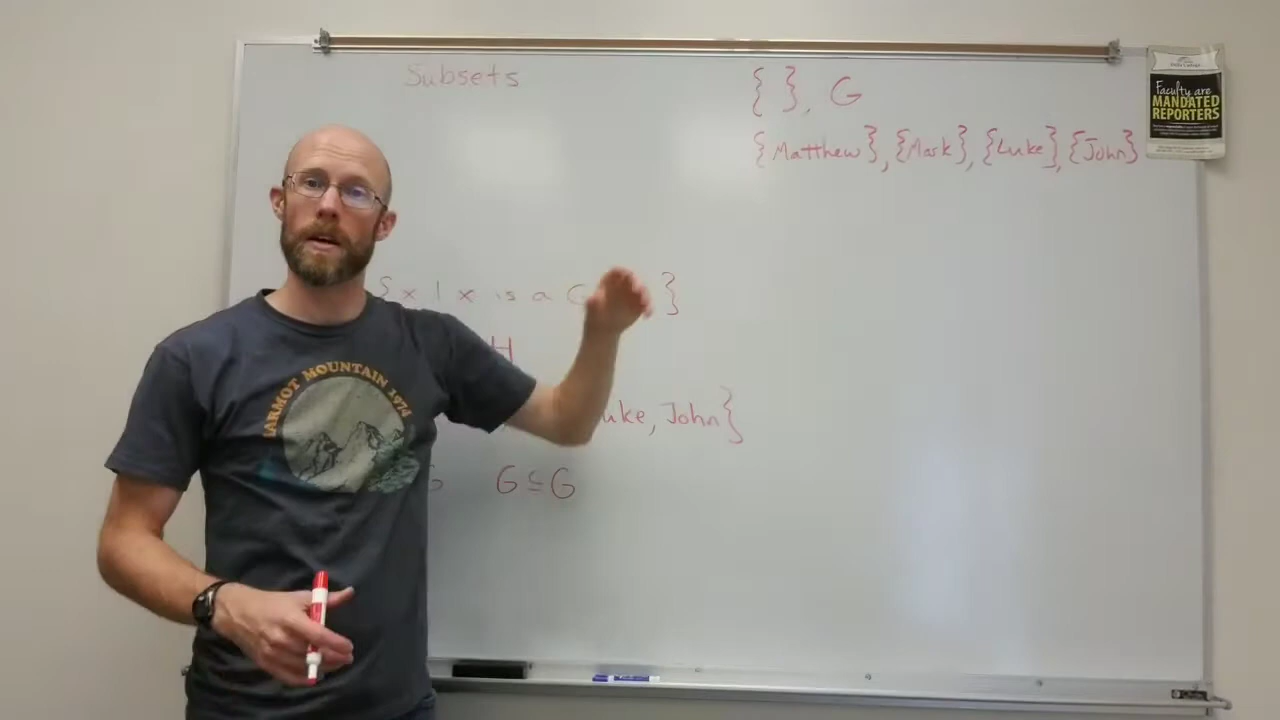 Subsets
{ }, G
{Matthew}, {Mark}, {Luke}, {John}
Faculty are
MANDATED
REPORTERS
{x | x is a G }
H
uke, John}
G ⊆ G
MARMOT MOUNTAIN 1974